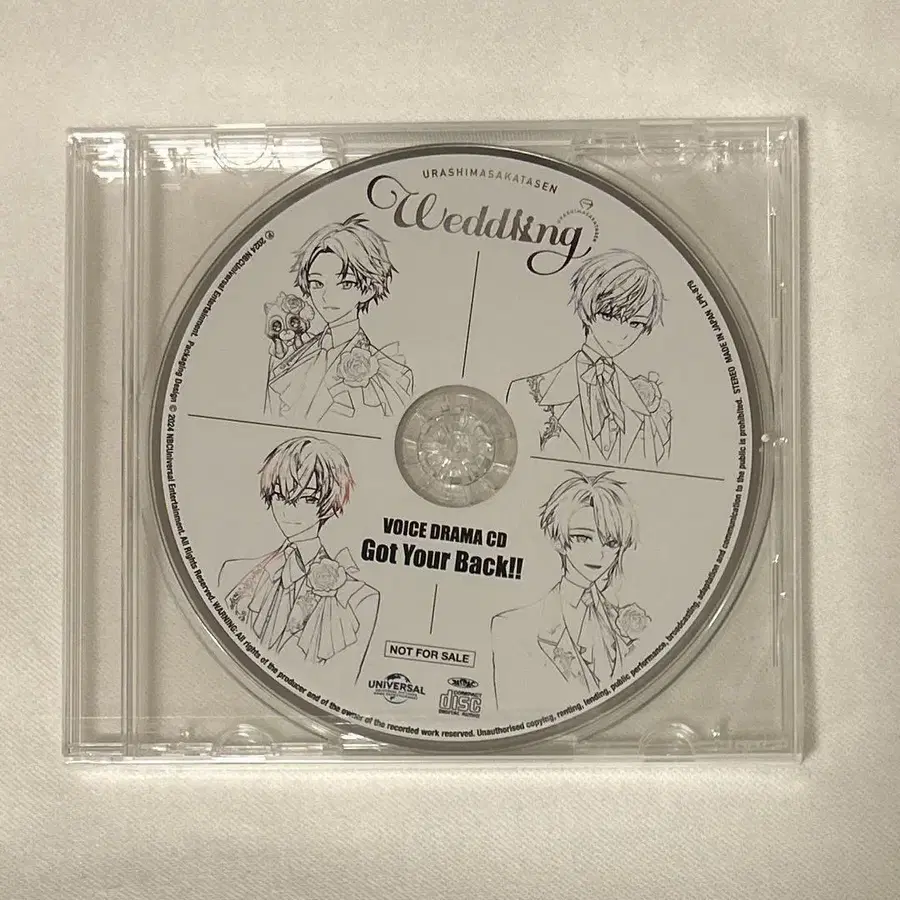 URASHIMASAKATASEN
Wedding
VOICE DRAMA CD
Got Your Back!!
NOT FOR SALE
UNIVERSAL
COMPACT
disc
DIGITAL AUDIO
℗ 2024 NBCUniversal Entertainment. Packaging Design © 2024 NBCUniversal Entertainment. All Rights Reserved. WARNING: All rights of the producer and of the owner of the recorded work reserved. Unauthorised copying, renting, lending, public performance, broadcasting, adaptation and communication to the public is prohibited. STEREO MADE IN JAPAN LPR-879